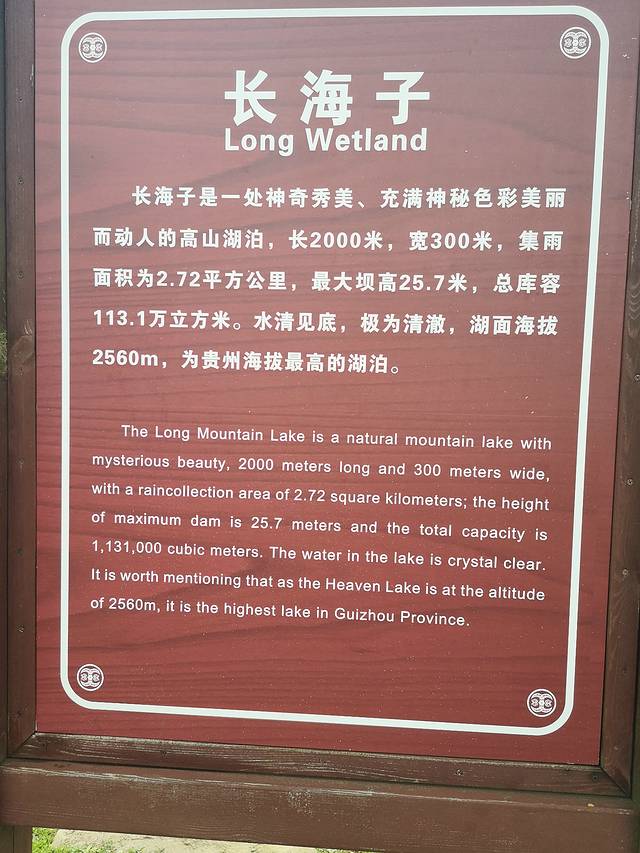 长海子
Long Wetland
长海子是一处神奇秀美、充满神秘色彩美丽
而动人的高山湖泊，长2000米，宽300米，集雨
面积为2.72平方公里，最大坝高25.7米，总库容
113.1万立方米。水清见底，极为清澈，湖面海拔
2560m，为贵州海拔最高的湖泊。
The Long Mountain Lake is a natural mountain lake with
mysterious beauty, 2000 meters long and 300 meters wide,
with a raincollection area of 2.72 square kilometers; the height
of maximum dam is 25.7 meters and the total capacity is
1,131,000 cubic meters. The water in the lake is crystal clear.
It is worth mentioning that as the Heaven Lake is at the altitude
of 2560m, it is the highest lake in Guizhou Province.